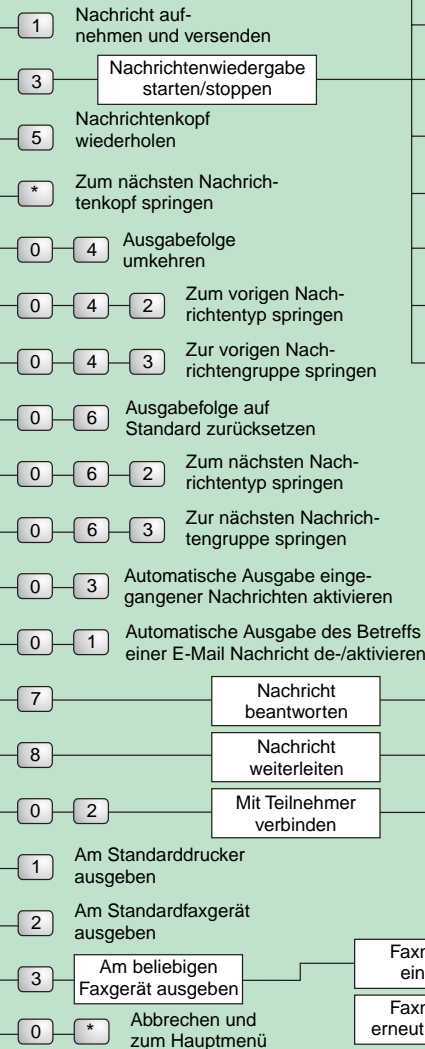 1 Nachricht auf-
nehmen und versenden
3 Nachrichtenwiedergabe
starten/stoppen
Nachrichtenkopf
5 wiederholen
* Zum nächsten Nachrich-
tenkopf springen
0 4 Ausgabefolge
umkehren
0 4 2 Zum vorigen Nach-
richtentyp springen
0 4 3 Zur vorigen Nach-
richtengruppe springen
0 6 Ausgabefolge auf
Standard zurücksetzen
0 6 2 Zum nächsten Nach-
richtentyp springen
0 6 3 Zur nächsten Nachrich-
tengruppe springen
0 3 Automatische Ausgabe einge-
gangener Nachrichten aktivieren
0 1 Automatische Ausgabe des Betreffs
einer E-Mail Nachricht de-/aktivieren
7 Nachricht
beantworten
8 Nachricht
weiterleiten
0 2 Mit Teilnehmer
verbinden
1 Am Standarddrucker
ausgeben
2 Am Standardfaxgerät
ausgeben
3 Am beliebigen
Faxgerät ausgeben
ein
erneut
0 * Abbrechen und
zum Hauptmenü